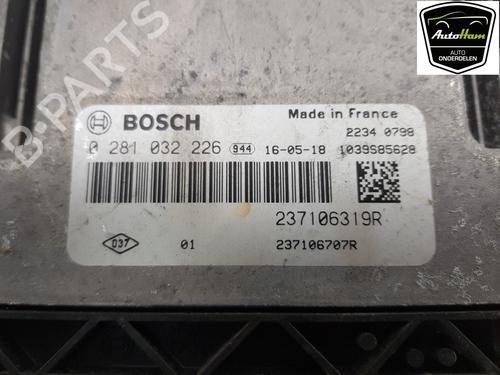 AutoHam
AUTO
ONDERDELEN
B-PARTS
BOSCH
Made in France
2234 0798
0 281 032 226 944 16-05-18 1039S85628
237106319R
037 01 237106707R